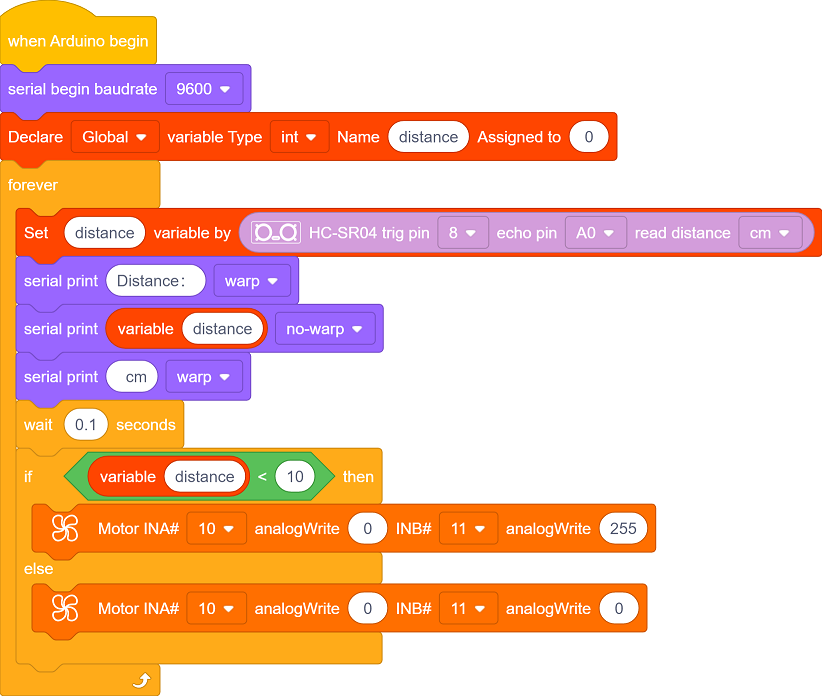 when Arduino begin
serial begin baudrate 9600
Declare Global variable Type int Name distance Assigned to 0
forever
Set distance variable by HC-SR04 trig pin 8 echo pin A0 read distance cm
serial print Distance: warp
serial print variable distance no-warp
serial print cm warp
wait 0.1 seconds
if variable distance < 10 then
Motor INA# 10 analogWrite 0 INB# 11 analogWrite 255
else
Motor INA# 10 analogWrite 0 INB# 11 analogWrite 0